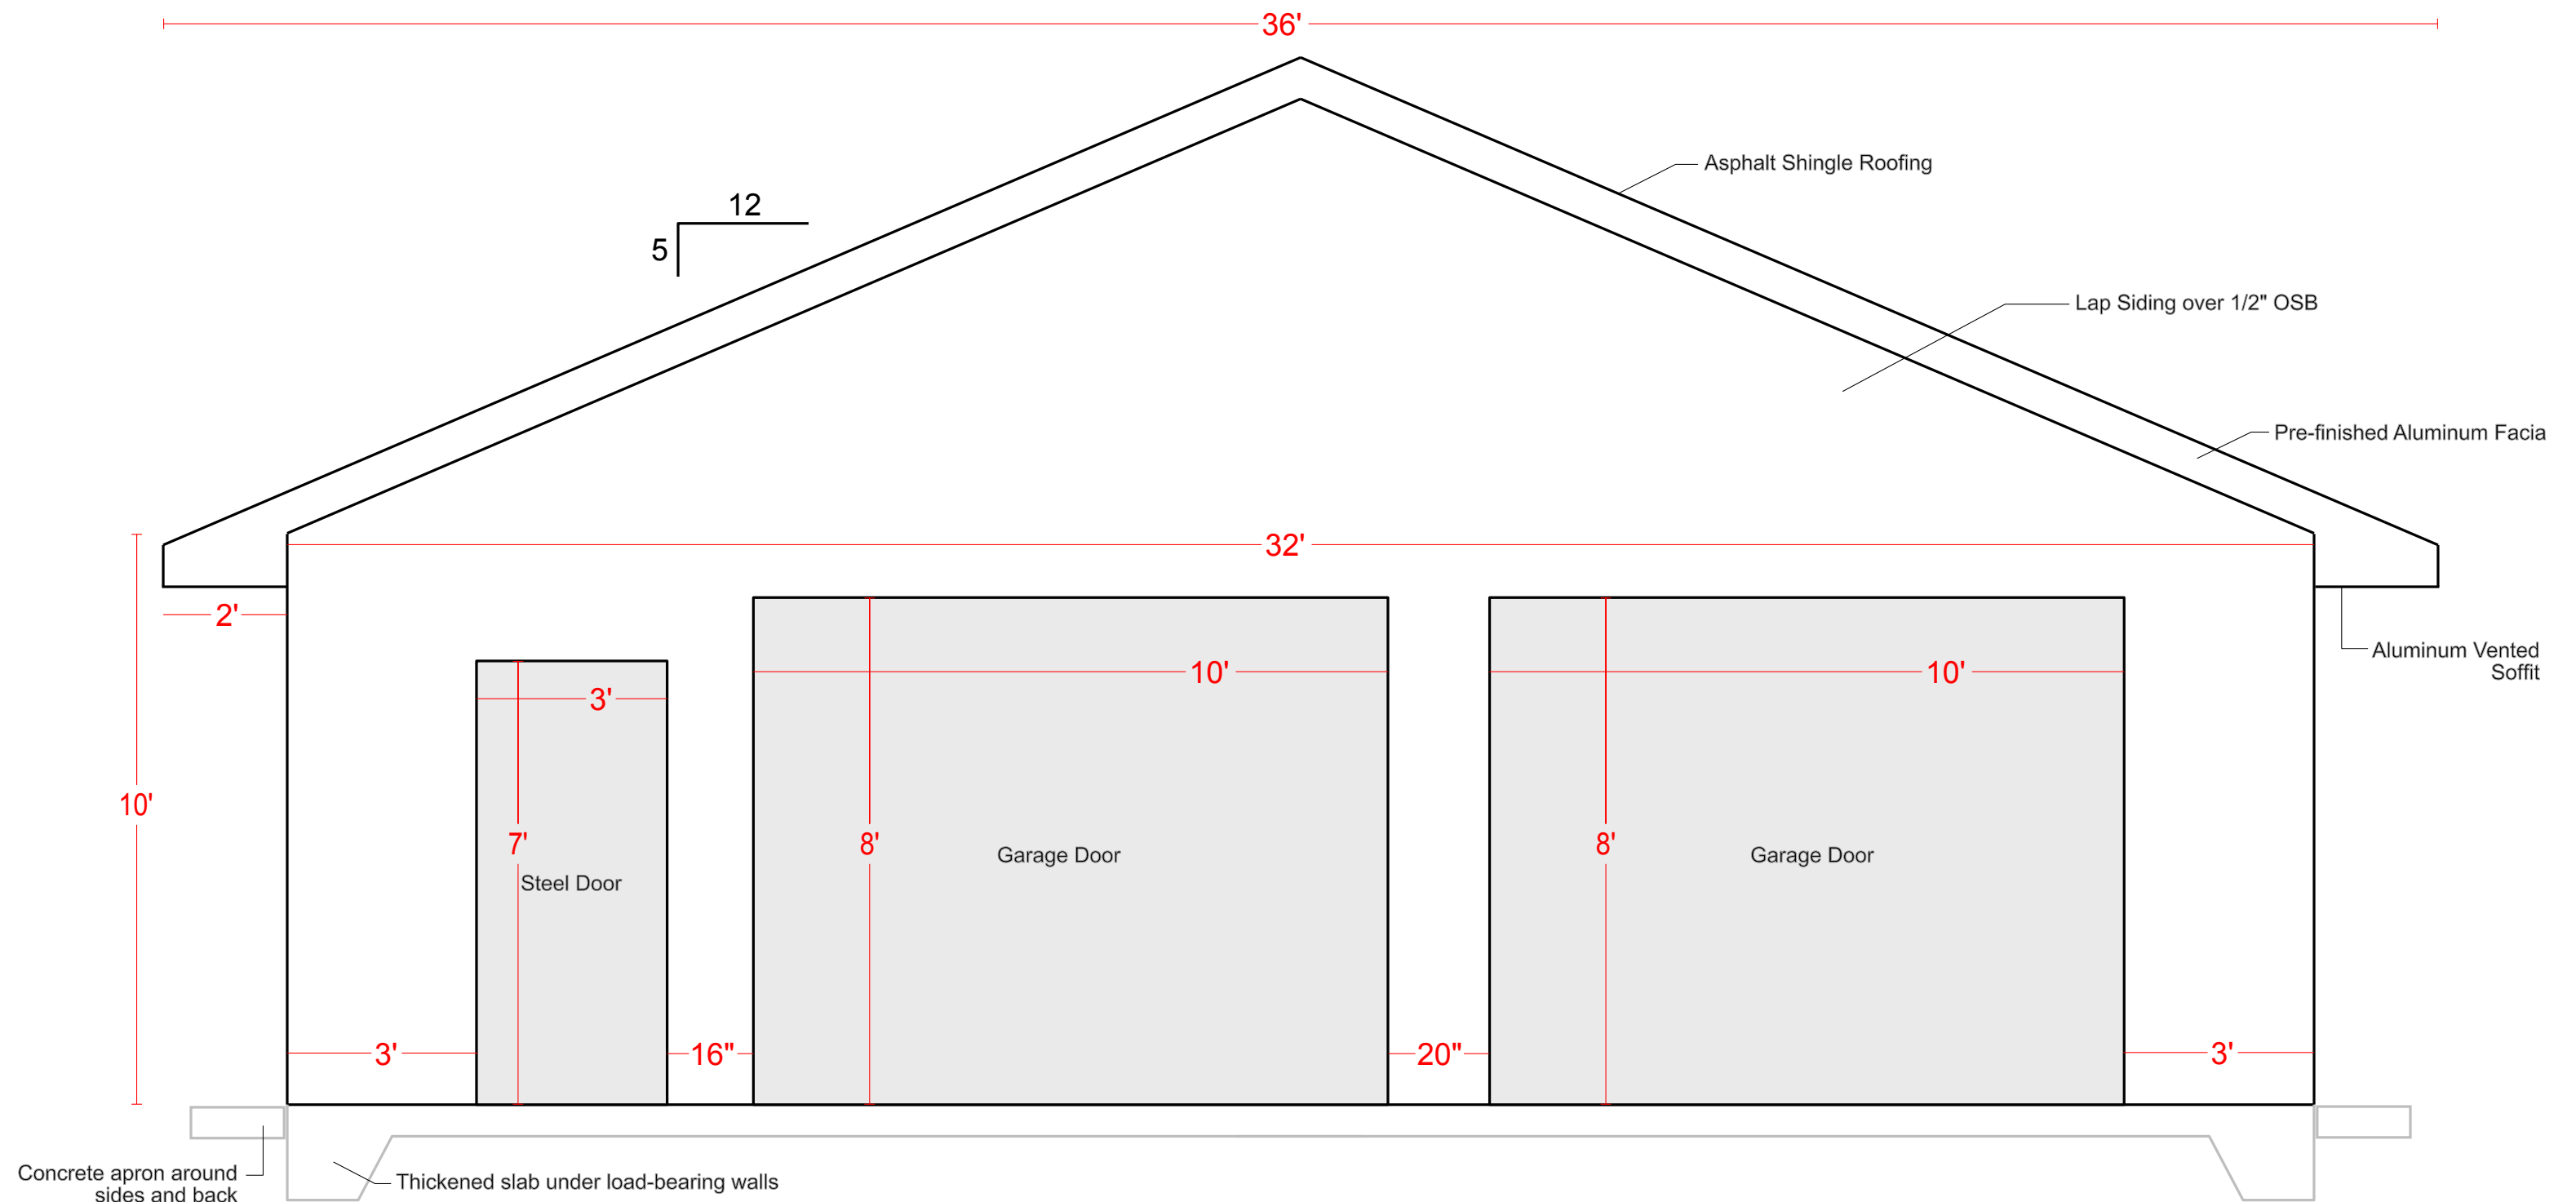 36'
Asphalt Shingle Roofing
12
5
Lap Siding over 1/2" OSB
Pre-finished Aluminum Facia
32'
2'
Aluminum Vented
Soffit
10'
10'
3'
10'
7'
8'
8'
Garage Door
Garage Door
Steel Door
3'
16"
20"
3'
Concrete apron around
sides and back
Thickened slab under load-bearing walls